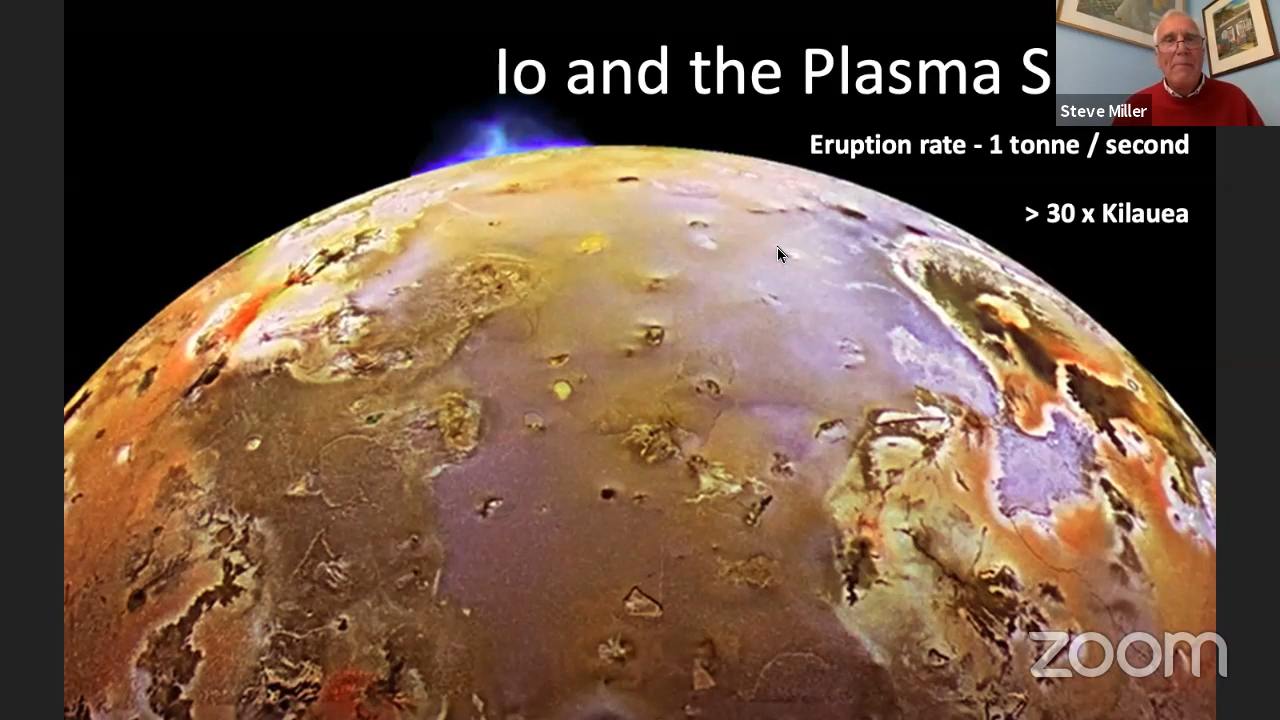 Io and the Plasma S
Steve Miller
Eruption rate - 1 tonne / second
> 30 x Kilauea
zoom